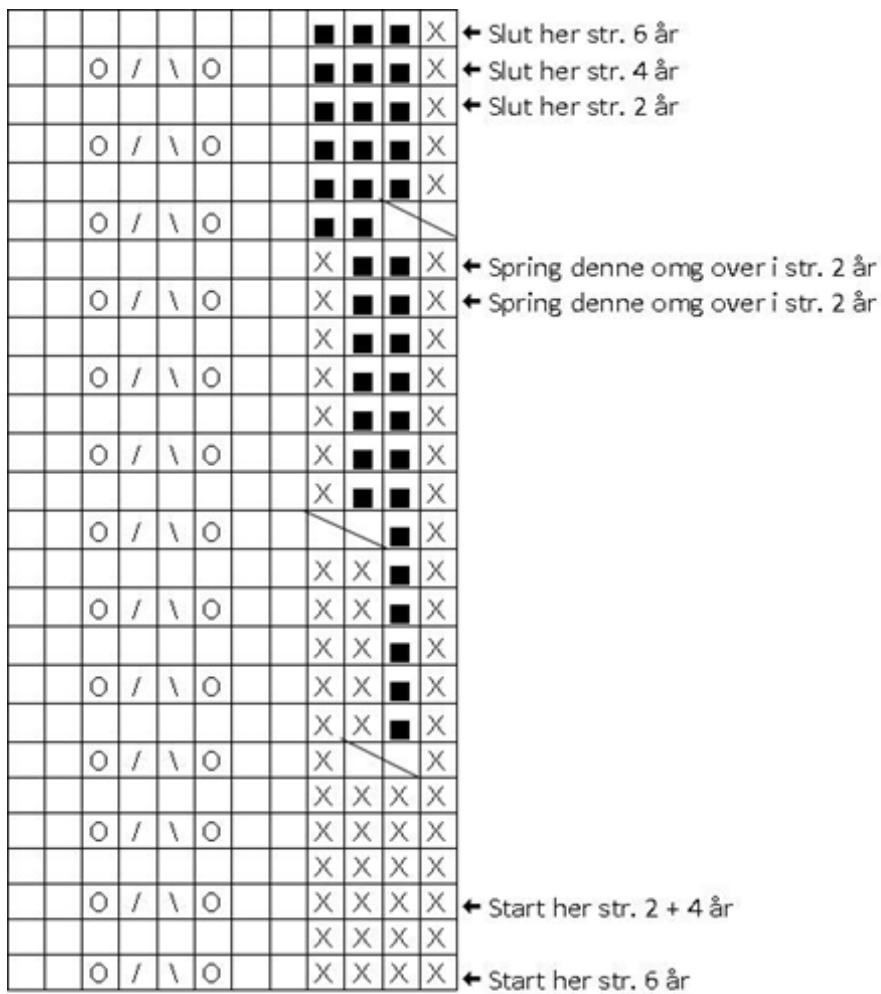 ■ ■ ■ X ← Slut her str. 6 år
O / \ O ■ ■ ■ X ← Slut her str. 4 år
■ ■ ■ X ← Slut her str. 2 år
O / \ O ■ ■ ■ X
■ ■ ■ X
O / \ O ■ ■
X ■ ■ X ← Spring denne omg over i str. 2 år
O / \ O X ■ ■ X ← Spring denne omg over i str. 2 år
X ■ ■ X
O / \ O X ■ ■ X
X ■ ■ X
O / \ O X ■ ■ X
X ■ ■ X
O / \ O ■ X
X X ■ X
O / \ O X X ■ X
X X ■ X
O / \ O X X ■ X
X X ■ X
O / \ O X X
X X X X
O / \ O X X X X
X X X X
O / \ O X X X X ← Start her str. 2 + 4 år
X X X X
O / \ O X X X X ← Start her str. 6 år